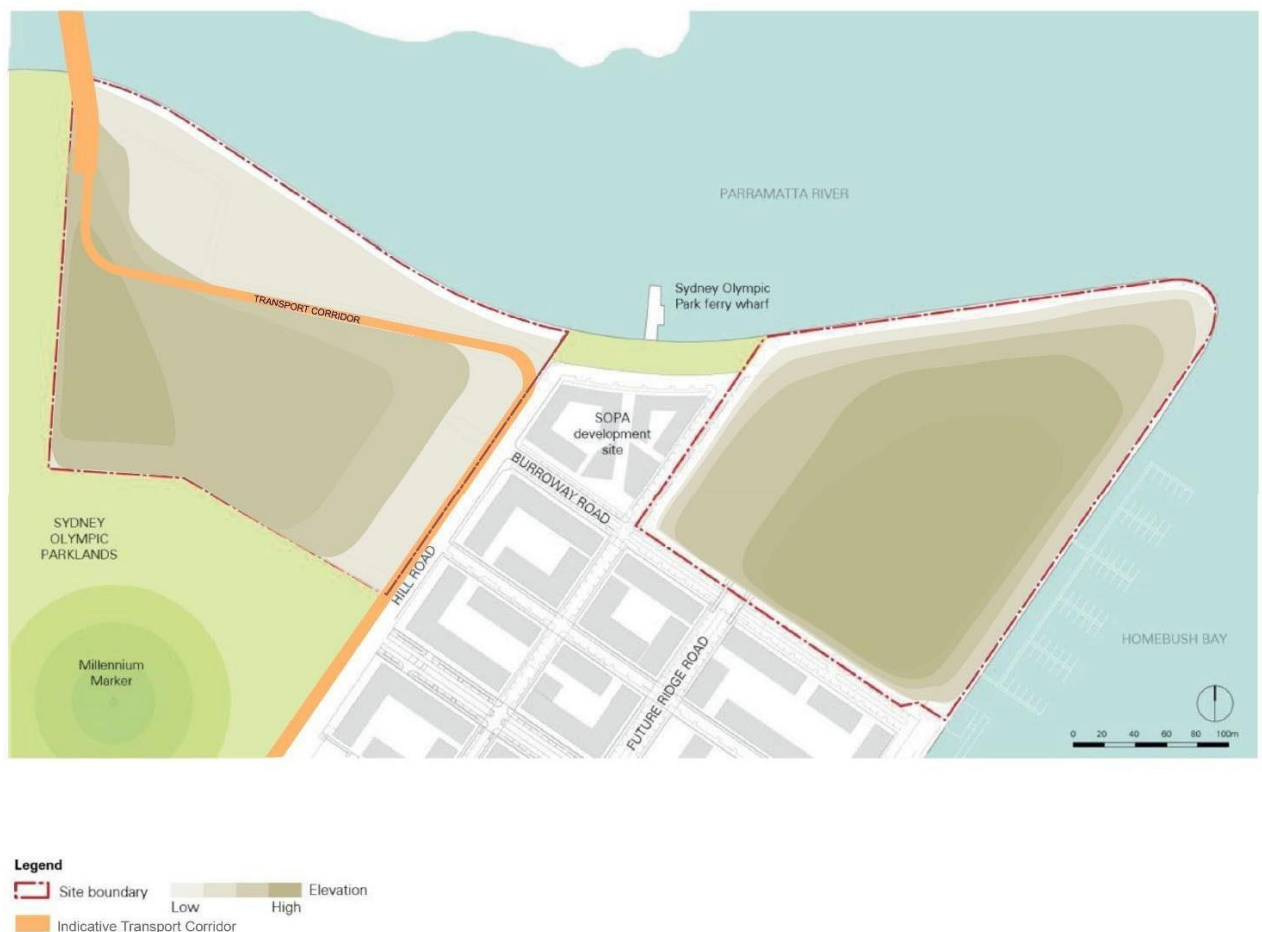 PARRAMATTA RIVER
Sydney Olympic
Park ferry wharf
TRANSPORT CORRIDOR
SOPA
development
site
BURROWAY ROAD
SYDNEY
OLYMPIC
PARKLANDS
HILL ROAD
HOMEBUSH BAY
Millennium
Marker
FUTURE RIDGE ROAD
0 20 40 60 80 100m
Legend
Site boundary
Elevation
Low High
Indicative Transport Corridor